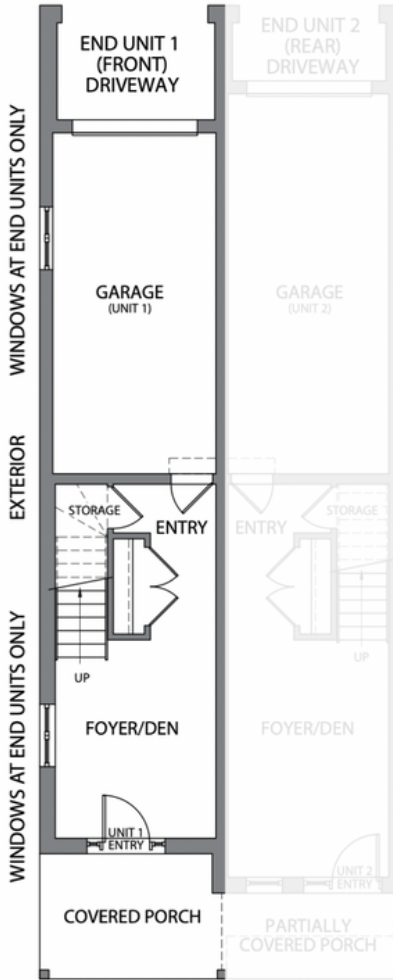 END UNIT 1
(FRONT)
DRIVEWAY
END UNIT 2
(REAR)
DRIVEWAY
WINDOWS AT END UNITS ONLY
GARAGE
(UNIT 1)
GARAGE
(UNIT 2)
EXTERIOR
STORAGE
ENTRY
ENTRY
STORAGE
UP
UP
WINDOWS AT END UNITS ONLY
FOYER/DEN
FOYER/DEN
UNIT 1
ENTRY
UNIT 2
ENTRY
COVERED PORCH
PARTIALLY
COVERED PORCH